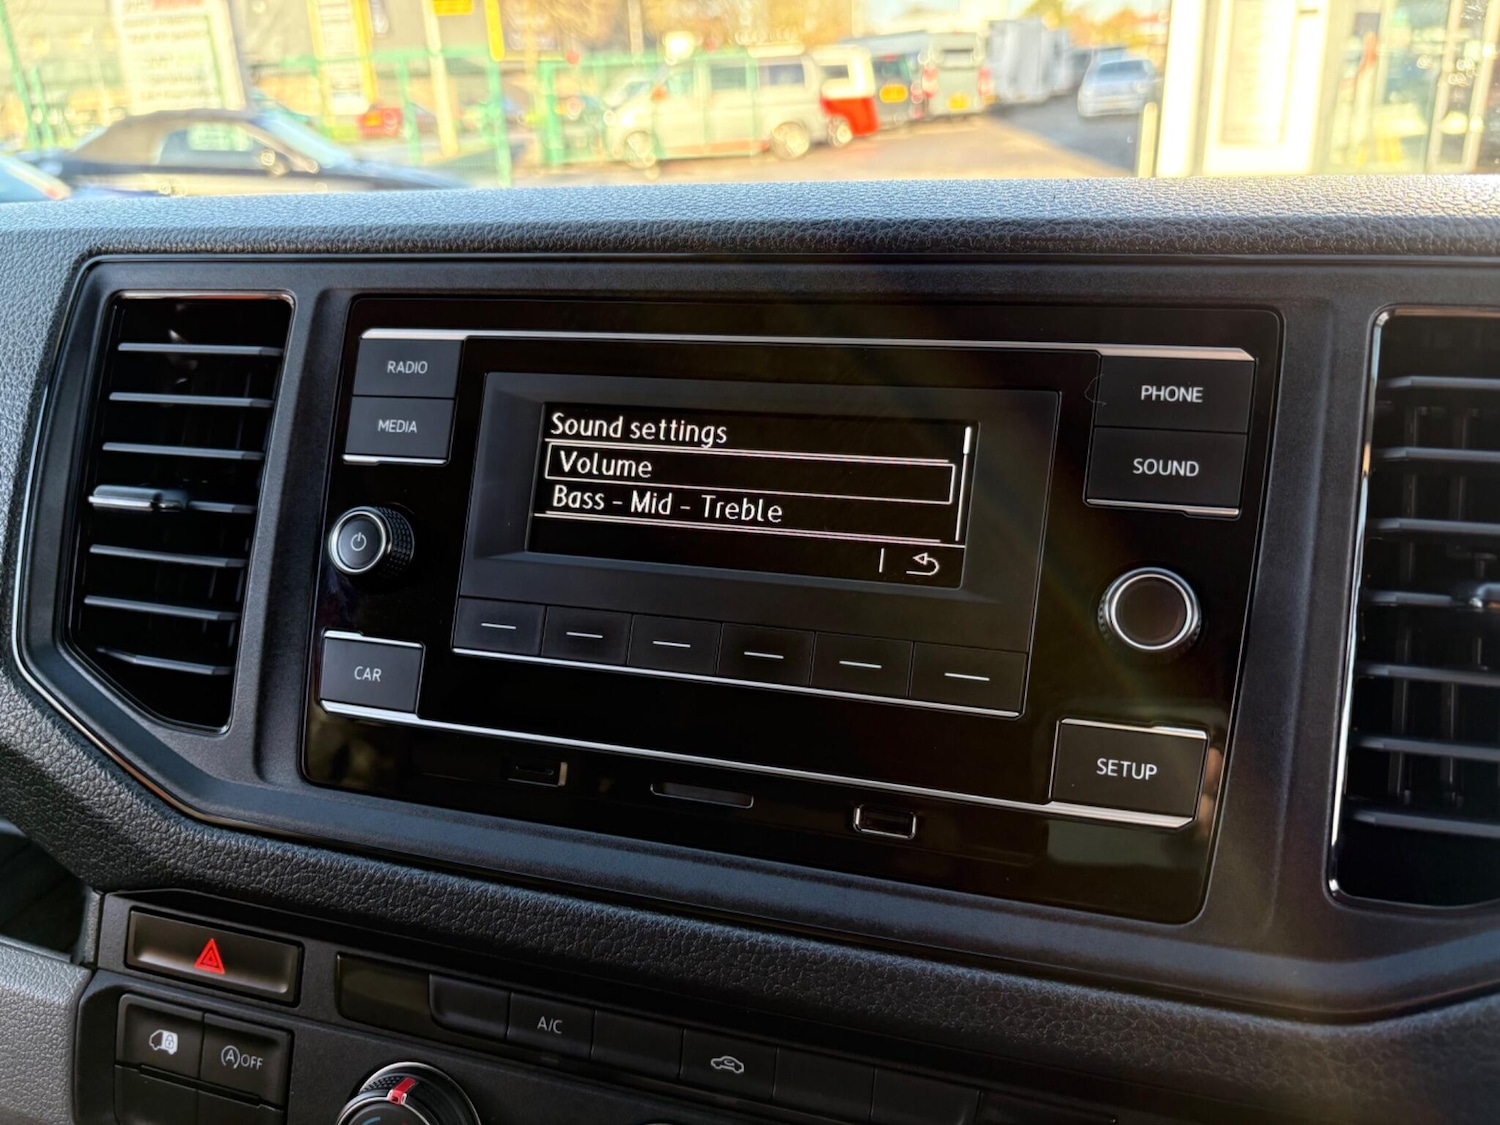 RADIO
MEDIA
Sound settings
Volume
Bass - Mid - Treble
PHONE
SOUND
CAR
SETUP
A/C
A OFF